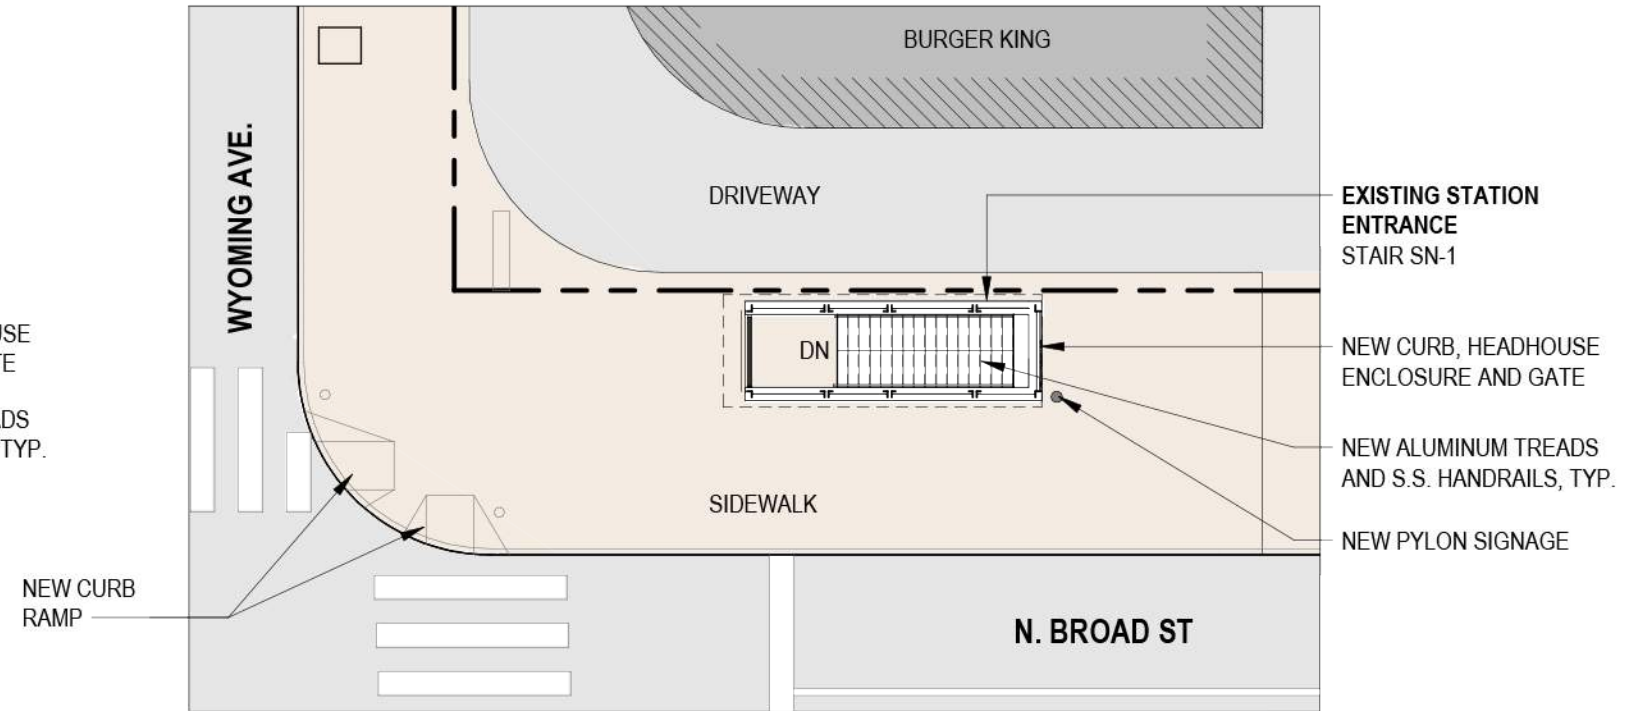 BURGER KING
WYOMING AVE.
DRIVEWAY
EXISTING STATION
ENTRANCE
STAIR SN-1
DN
NEW CURB, HEADHOUSE
ENCLOSURE AND GATE
NEW ALUMINUM TREADS
AND S.S. HANDRAILS, TYP.
TYP.
SIDEWALK
NEW PYLON SIGNAGE
NEW CURB
RAMP
N. BROAD ST